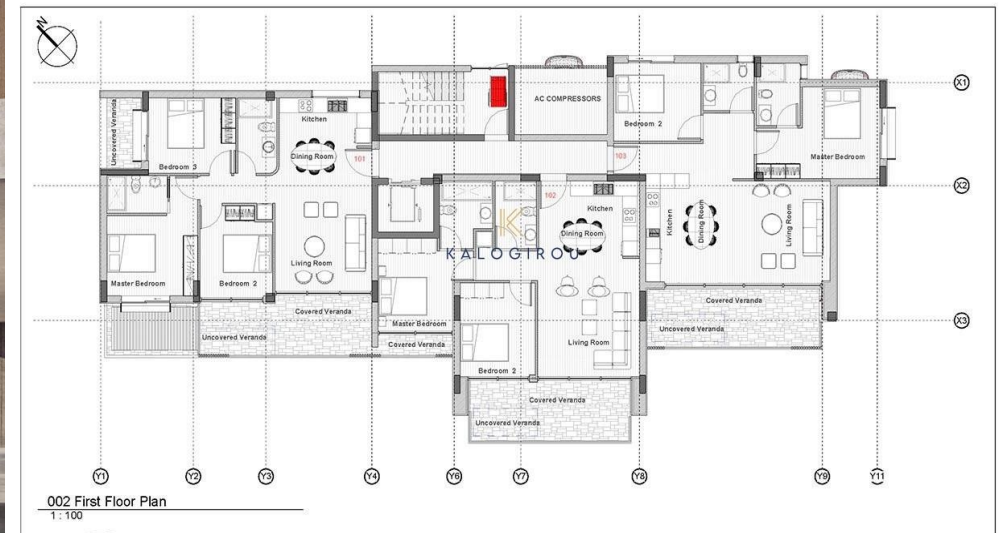 N
X1
AC COMPRESSORS
Uncovered Veranda
Kitchen
Bedroom 2
Master Bedroom
Bedroom 3
Dining Room
101
103
X2
102
Kitchen
Kitchen
Dining Room
Living Room
Dining Room
K
KALOGIROU
Living Room
Master Bedroom
Bedroom 2
Covered Veranda
Covered Veranda
Master Bedroom
X3
Uncovered Veranda
Uncovered Veranda
Covered Veranda
Living Room
Bedroom 2
Covered Veranda
Uncovered Veranda
Y1
Y2
Y3
Y4
Y6
Y7
Y8
Y9
Y11
002 First Floor Plan
1 : 100